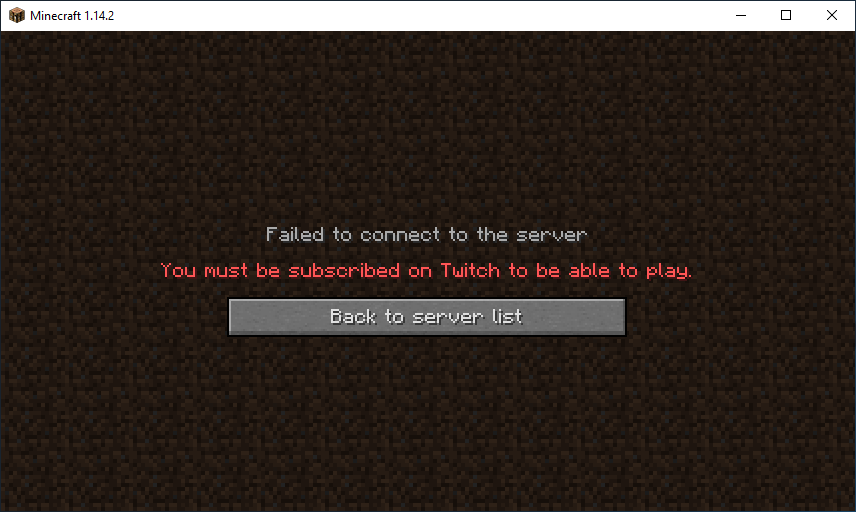 Minecraft 1.14.2
Failed to connect to the server
You must be subscribed on Twitch to be able to play.
Back to server list